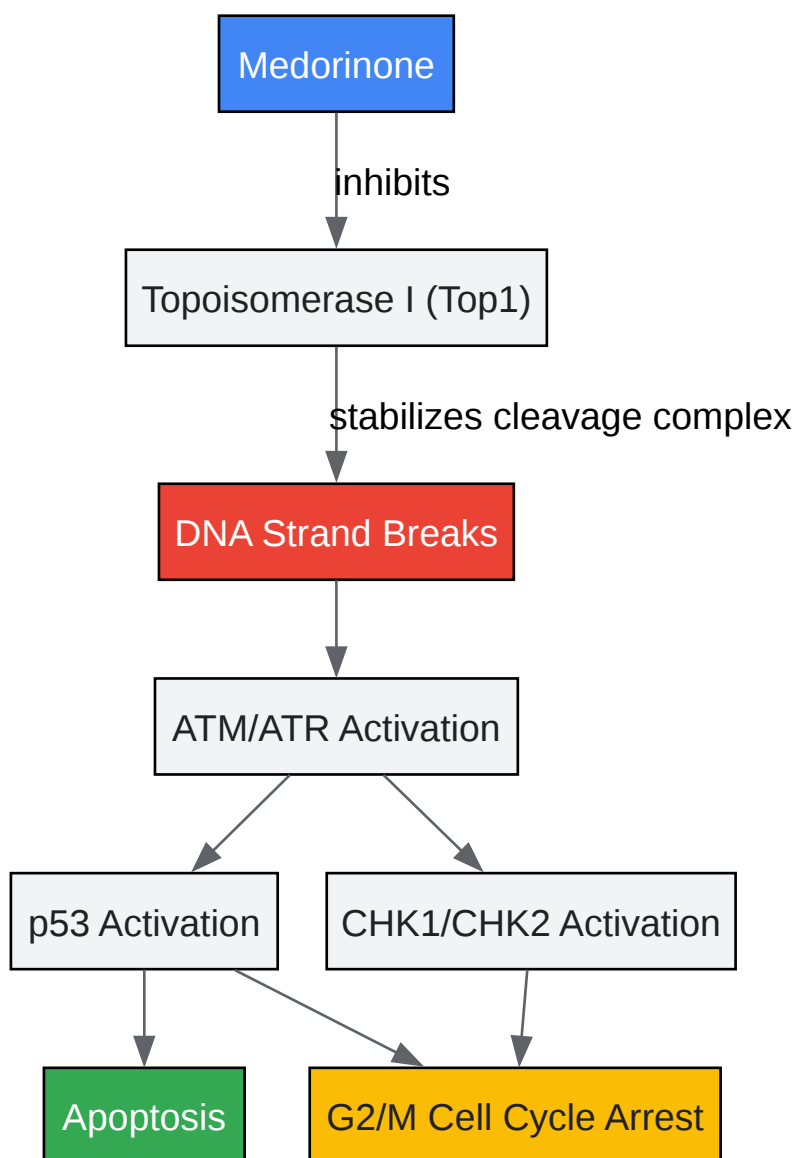 Medorinone
inhibits
Topoisomerase I (Top1)
stabilizes cleavage complex
DNA Strand Breaks
ATM/ATR Activation
p53 Activation
CHK1/CHK2 Activation
Apoptosis
G2/M Cell Cycle Arrest